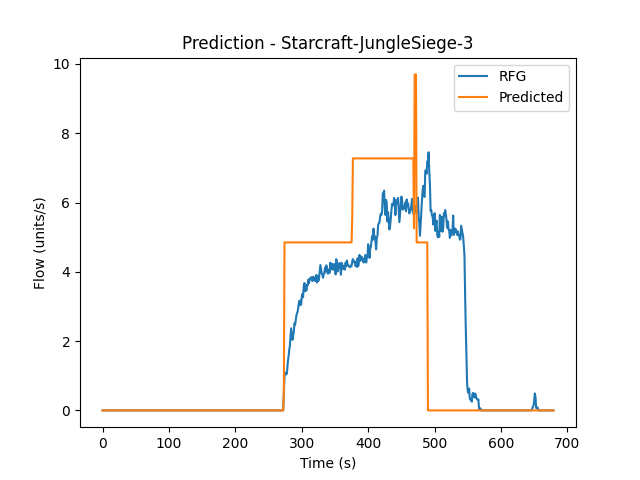 Prediction - Starcraft-JungleSiege-3
RFG
Predicted
Flow (units/s)
10
8
6
4
2
0
0 100 200 300 400 500 600 700
Time (s)